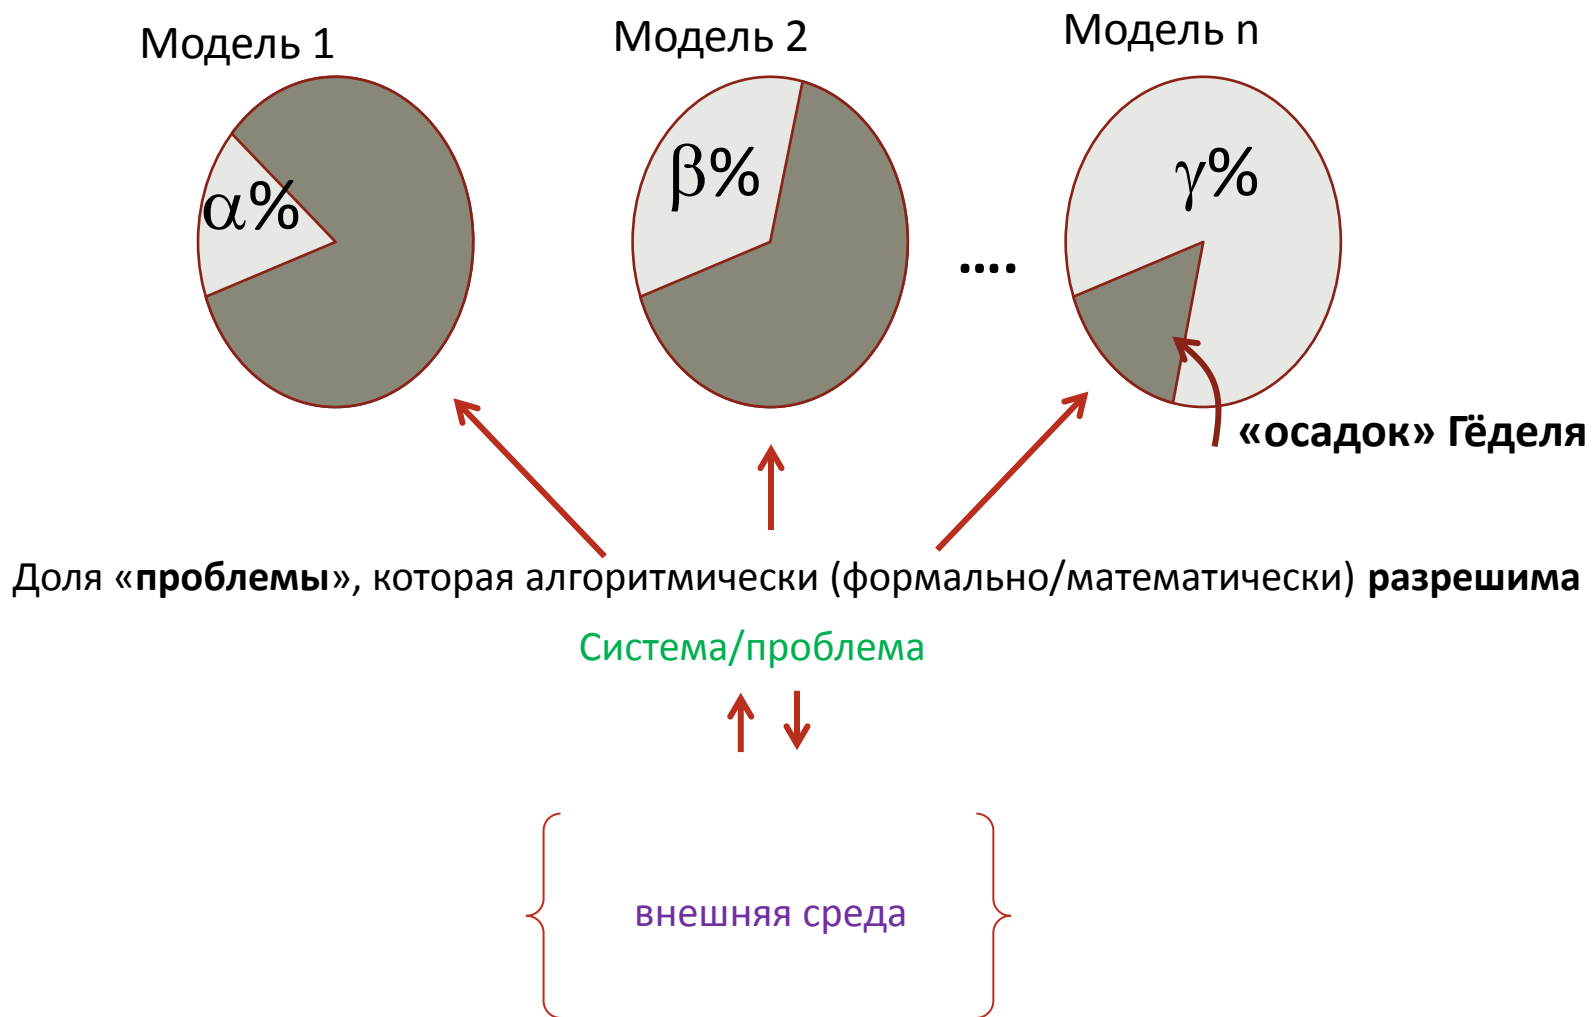 Модель 1
Модель 2
Модель n
α%
β%
γ%
....
«осадок» Гёделя
Доля «проблемы», которая алгоритмически (формально/математически) разрешима
Система/проблема
внешняя среда